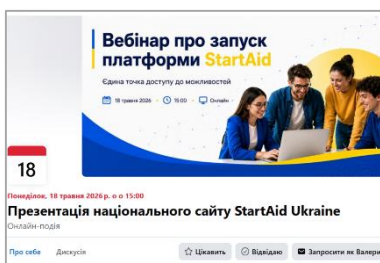 Вебінар про запуск
платформи StartAid
Єдина точка доступу до можливостей
18 травня 2026 15:00 Онлайн
18
Понеділок, 18 травня 2026 р. о о 15:00
Презентація національного сайту StartAid Ukraine
Онлайн-подія
Про себе Дискусія Цікавить Відвідаю Запросити як Валери